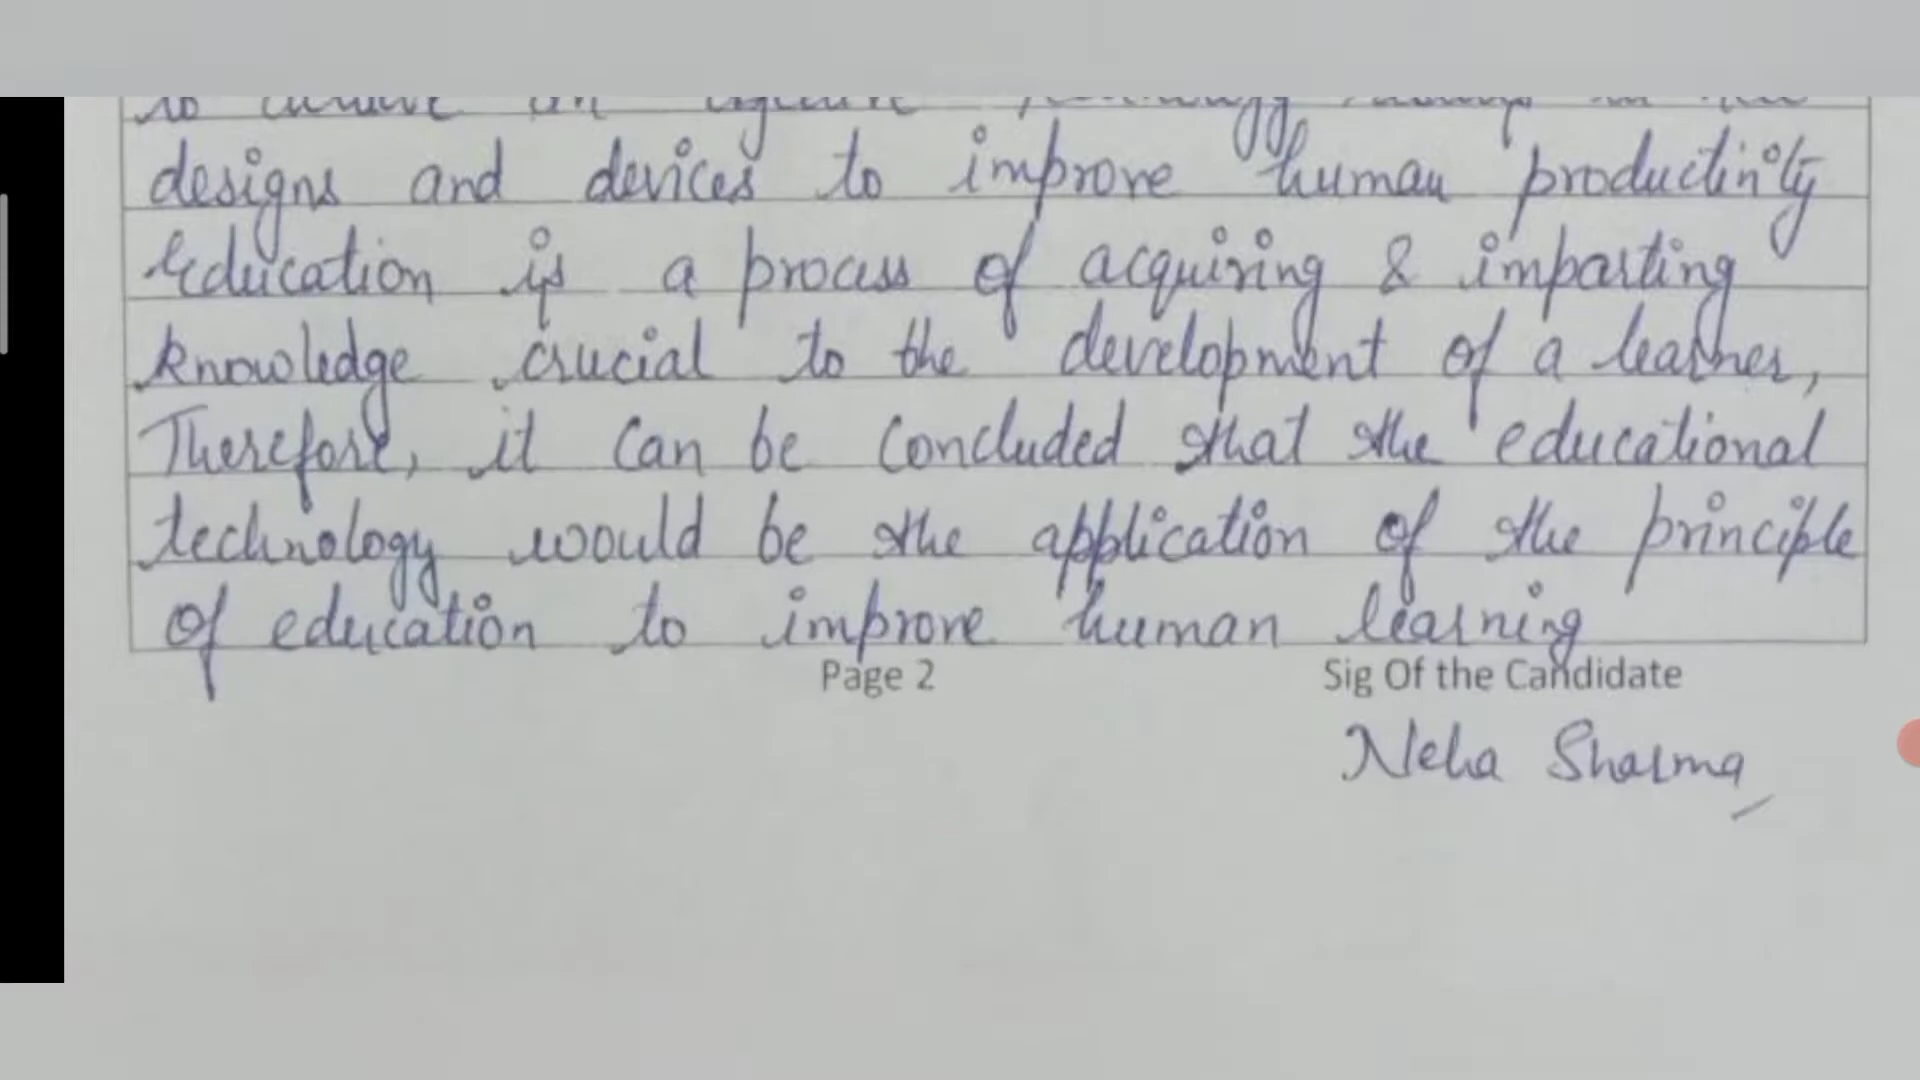 designs and devices to improve human productivity
Education is a process of acquiring & imparting
knowledge crucial to the development of a learner,
Therefore, it can be concluded that the educational
technology would be the application of the principle
of education to improve human learning
Page 2 Sig Of the Candidate
Neha Sharma